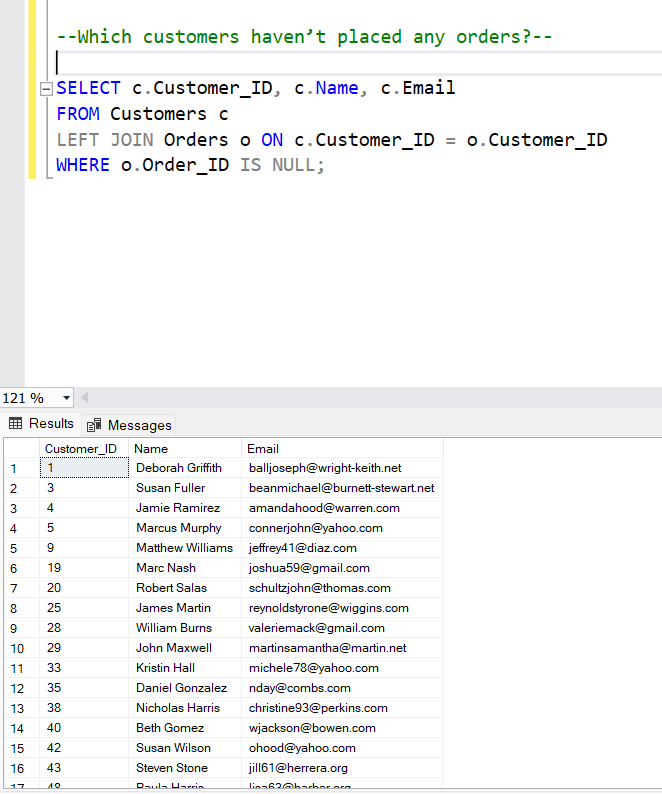 --Which customers haven’t placed any orders?--
SELECT c.Customer_ID, c.Name, c.Email
FROM Customers c
LEFT JOIN Orders o ON c.Customer_ID = o.Customer_ID
WHERE o.Order_ID IS NULL;
121 %
Results Messages
Customer_ID Name Email
1 1 Deborah Griffith balljoseph@wright-keith.net
2 3 Susan Fuller beanmichael@burnett-stewart.net
3 4 Jamie Ramirez amandahood@warren.com
4 5 Marcus Murphy connerjohn@yahoo.com
5 9 Matthew Williams jeffrey41@diaz.com
6 19 Marc Nash joshua59@gmail.com
7 20 Robert Salas schultzjohn@thomas.com
8 25 James Martin reynoldstyrone@wiggins.com
9 28 William Burns valeriemack@gmail.com
10 29 John Maxwell martinsamantha@martin.net
11 33 Kristin Hall michele78@yahoo.com
12 35 Daniel Gonzalez nday@combs.com
13 38 Nicholas Harris christine93@perkins.com
14 40 Beth Gomez wjackson@bowen.com
15 42 Susan Wilson ohood@yahoo.com
16 43 Steven Stone jill61@herrera.org
17 48 Paula Harris